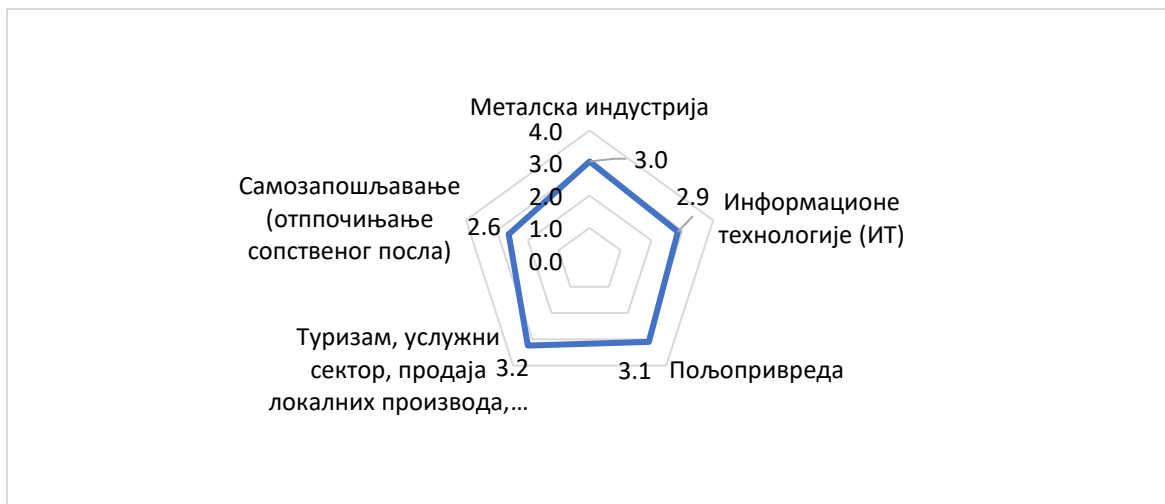 Металска индустрија
4.0
3.0
2.0
1.0
0.0
3.0
2.9
Информационе
технологије (ИТ)
3.1
Пољопривреда
3.2
Туризам, услужни
сектор, продаја
локалних производа,...
2.6
Самозапошљавање
(отппочињање
сопственог посла)